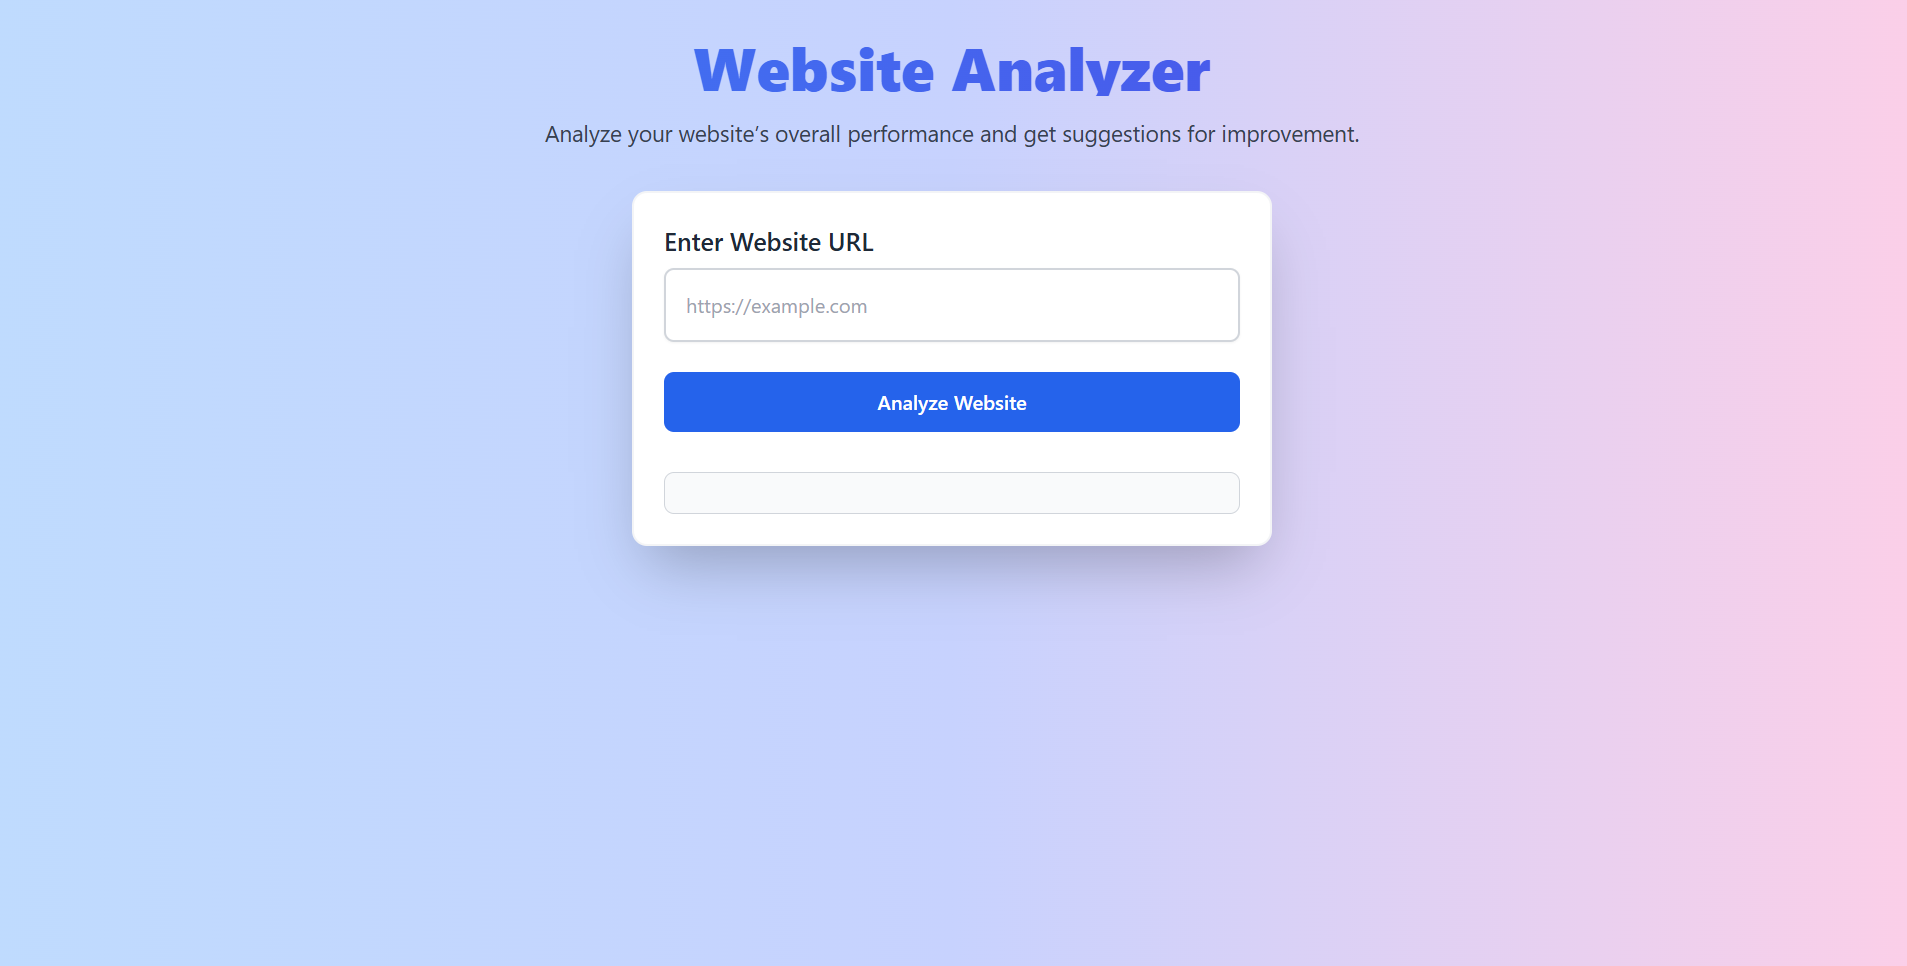 Website Analyzer
Analyze your website’s overall performance and get suggestions for improvement.
Enter Website URL
https://example.com
Analyze Website